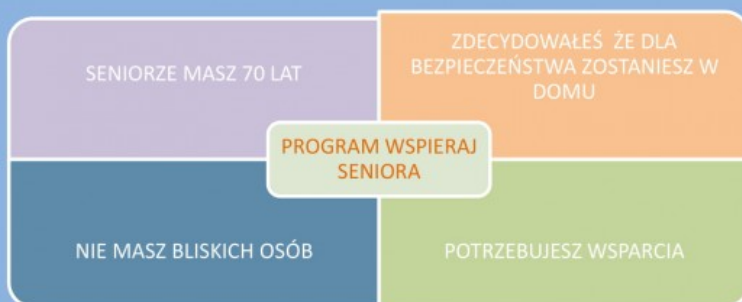 SENIORZE MASZ 70 LAT
ZDECYDOWAŁEŚ ŻE DLA
BEZPIECZEŃSTWA ZOSTANIESZ W
DOMU
PROGRAM WSPIERAJ
SENIORA
NIE MASZ BLISKICH OSÓB
POTRZEBUJESZ WSPARCIA